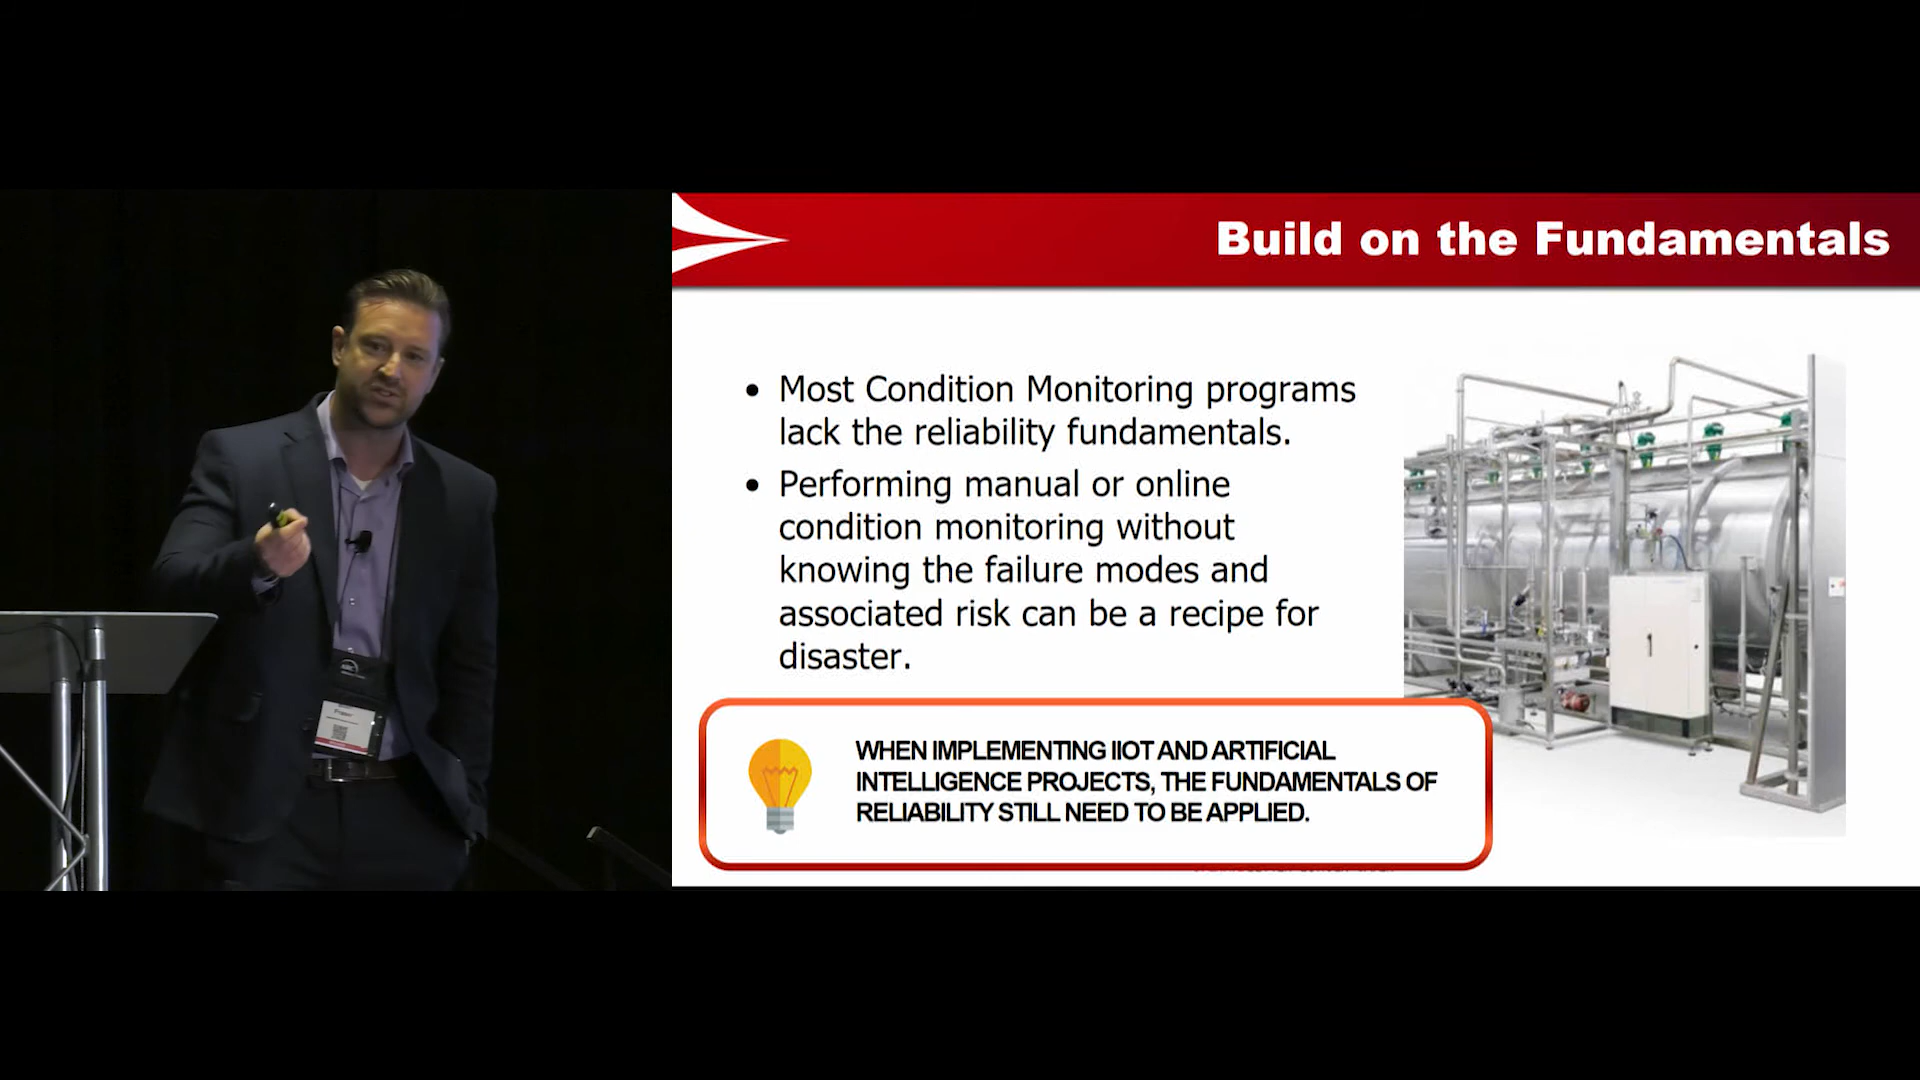 Build on the Fundamentals
• Most Condition Monitoring programs
lack the reliability fundamentals.
• Performing manual or online
condition monitoring without
knowing the failure modes and
associated risk can be a recipe for
disaster.
WHEN IMPLEMENTING IIOT AND ARTIFICIAL
INTELLIGENCE PROJECTS, THE FUNDAMENTALS OF
RELIABILITY STILL NEED TO BE APPLIED.